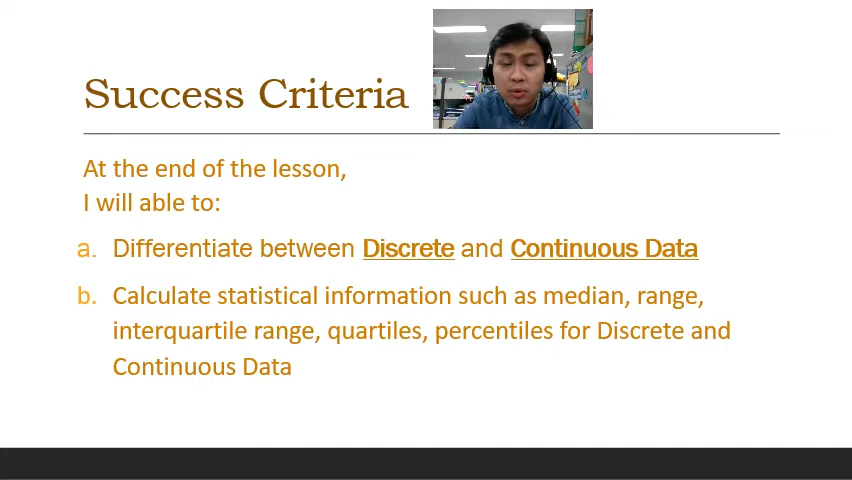 Success Criteria
At the end of the lesson,
I will able to:
a. Differentiate between Discrete and Continuous Data
b. Calculate statistical information such as median, range,
interquartile range, quartiles, percentiles for Discrete and
Continuous Data